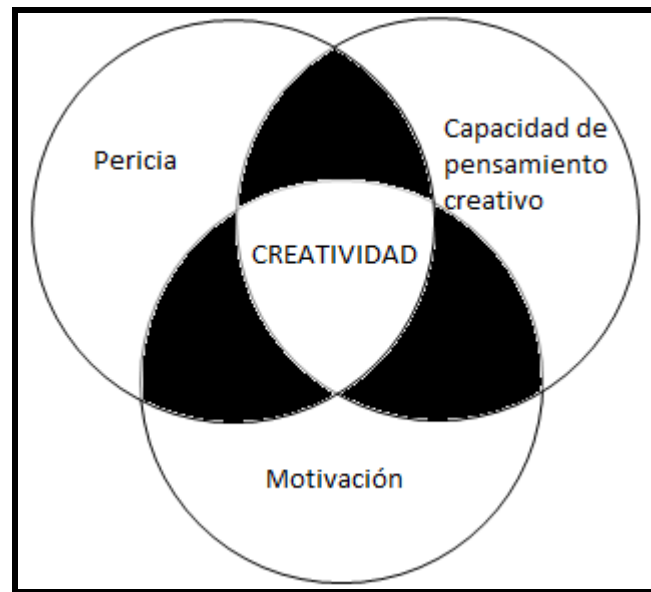 Pericia
Capacidad de
pensamiento
creativo
CREATIVIDAD
Motivación